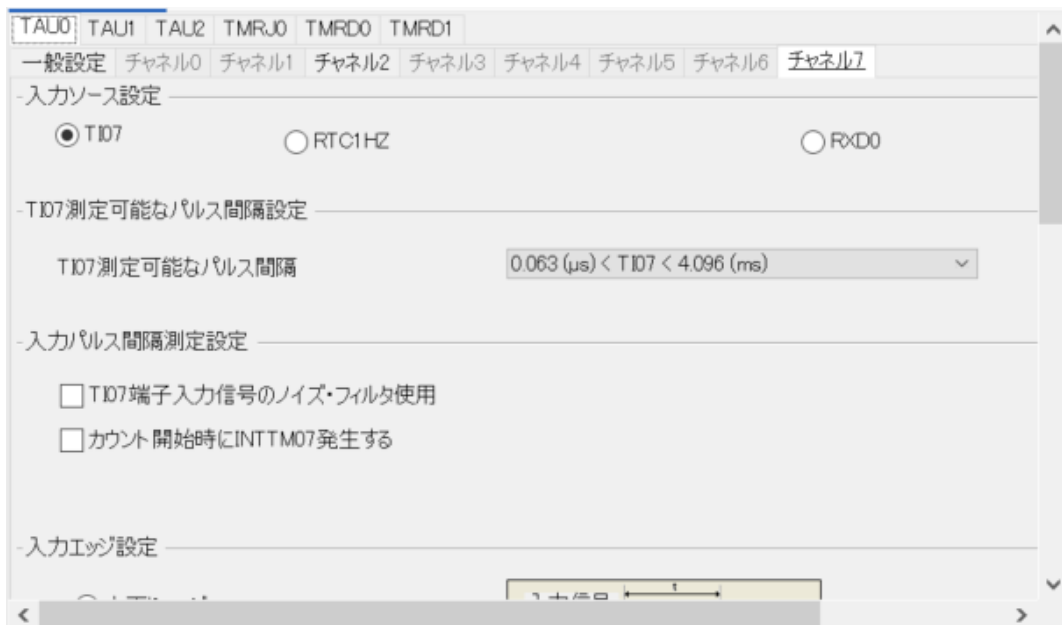 TAU0 TAU1 TAU2 TMRJ0 TMRD0 TMRD1
一般設定 チャネル0 チャネル1 チャネル2 チャネル3 チャネル4 チャネル5 チャネル6 チャネル7
入力ソース設定
TI07 RTC1HZ RXD0
TI07測定可能なパルス間隔設定
TI07測定可能なパルス間隔 0.063 (μs) < TI07 < 4.096 (ms)
入力パルス間隔測定設定
TI07端子入力信号のノイズ・フィルタ使用
カウント開始時にINTTM07発生する
入力エッジ設定
入力信号 t